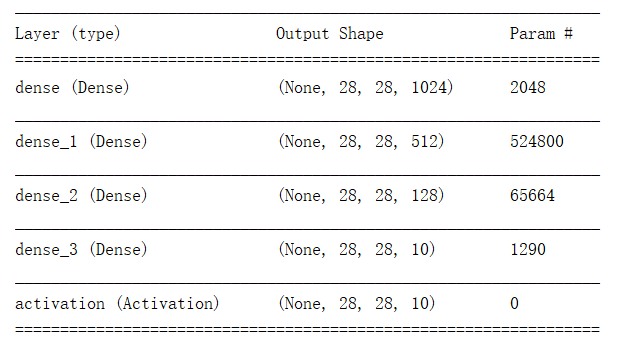 Layer (type) Output Shape Param #
dense (Dense) (None, 28, 28, 1024) 2048
dense_1 (Dense) (None, 28, 28, 512) 524800
dense_2 (Dense) (None, 28, 28, 128) 65664
dense_3 (Dense) (None, 28, 28, 10) 1290
activation (Activation) (None, 28, 28, 10) 0